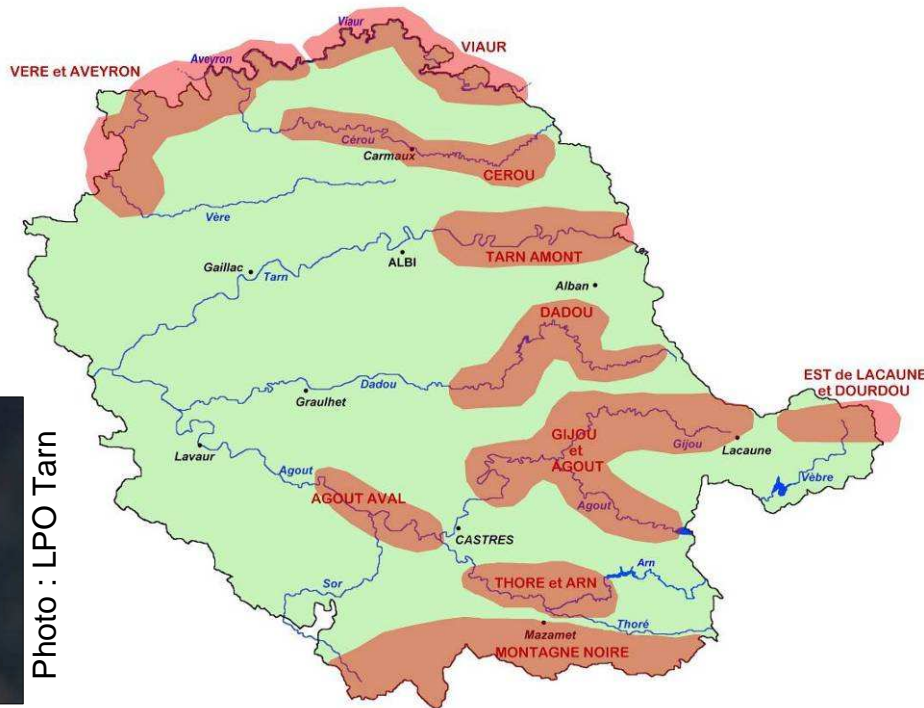 Viaur
VIAUR
Aveyron
VERE et AVEYRON
Cérou
Carmaux
CEROU
Vère
TARN AMONT
ALBI
Gaillac
Tarn
Alban
DADOU
EST de LACAUNE
et DOURDOU
Dadou
Graulhet
GIJOU
et
AGOUT
Gijou
Lacaune
Lavaur
Agout
AGOUT AVAL
Vèbre
Agout
CASTRES
Arn
THORE et ARN
Sor
Thoré
Mazamet
MONTAGNE NOIRE
Photo : LPO Tarn